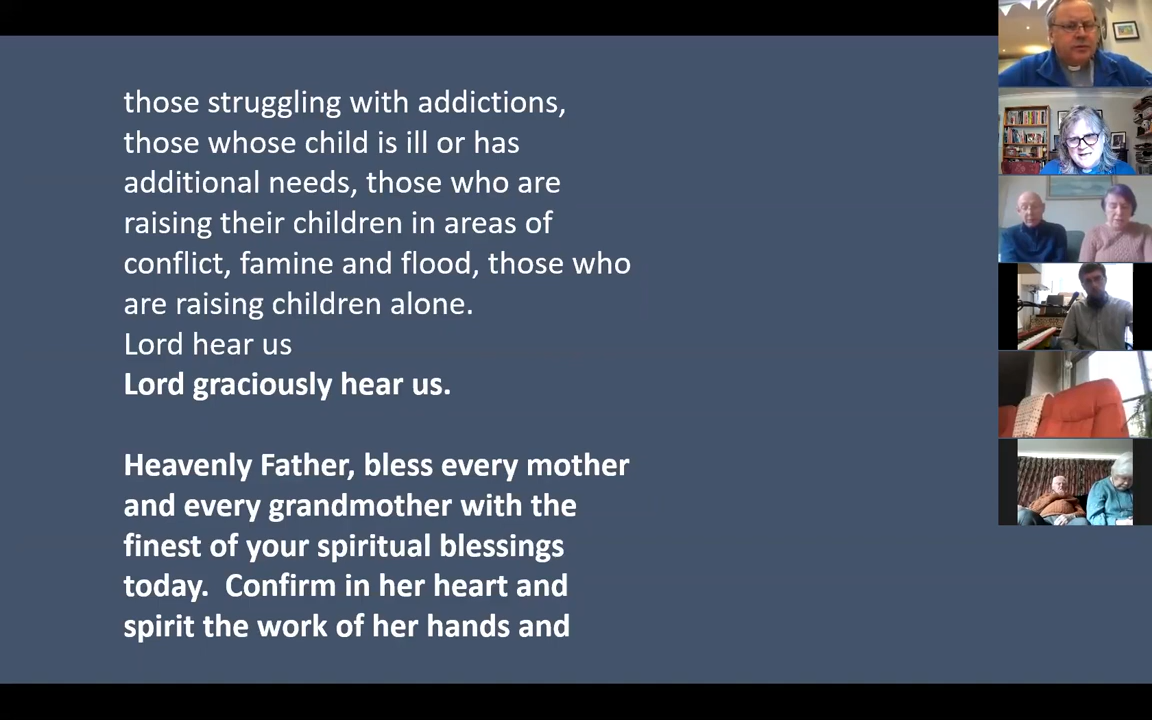 those struggling with addictions,
those whose child is ill or has
additional needs, those who are
raising their children in areas of
conflict, famine and flood, those who
are raising children alone.
Lord hear us
Lord graciously hear us.
Heavenly Father, bless every mother
and every grandmother with the
finest of your spiritual blessings
today.  Confirm in her heart and
spirit the work of her hands and